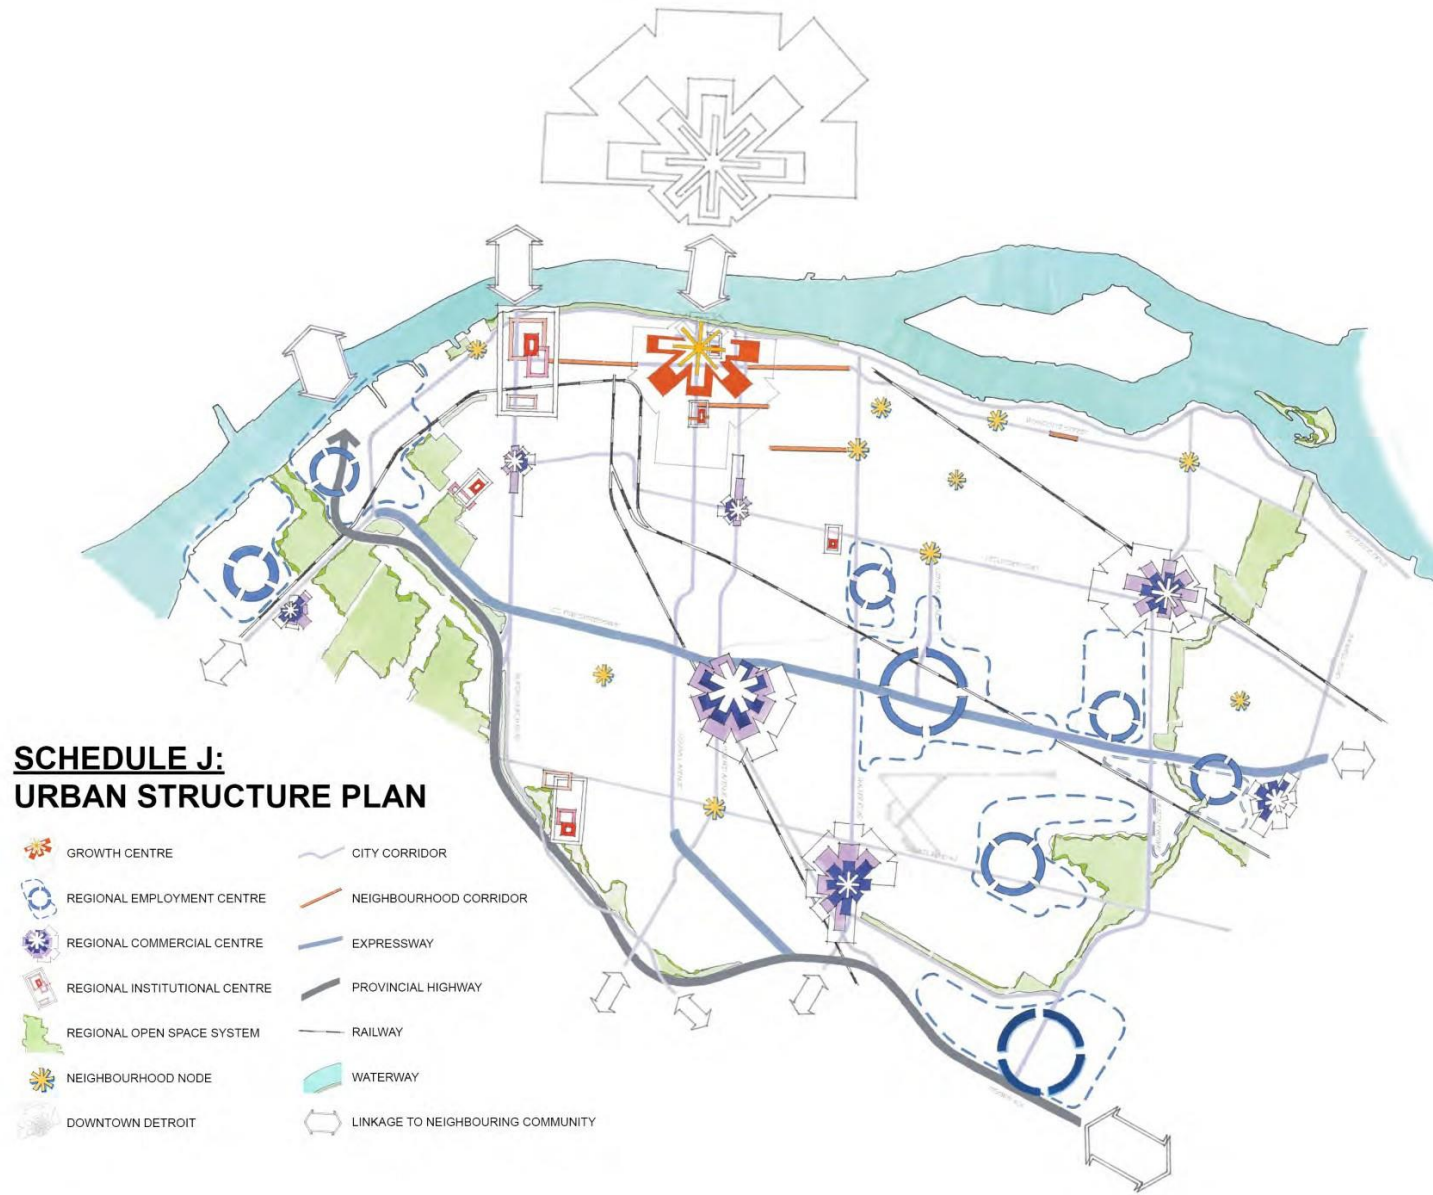 SCHEDULE J:
URBAN STRUCTURE PLAN
GROWTH CENTRE
REGIONAL EMPLOYMENT CENTRE
REGIONAL COMMERCIAL CENTRE
REGIONAL INSTITUTIONAL CENTRE
REGIONAL OPEN SPACE SYSTEM
NEIGHBOURHOOD NODE
DOWNTOWN DETROIT
CITY CORRIDOR
NEIGHBOURHOOD CORRIDOR
EXPRESSWAY
PROVINCIAL HIGHWAY
RAILWAY
WATERWAY
LINKAGE TO NEIGHBOURING COMMUNITY